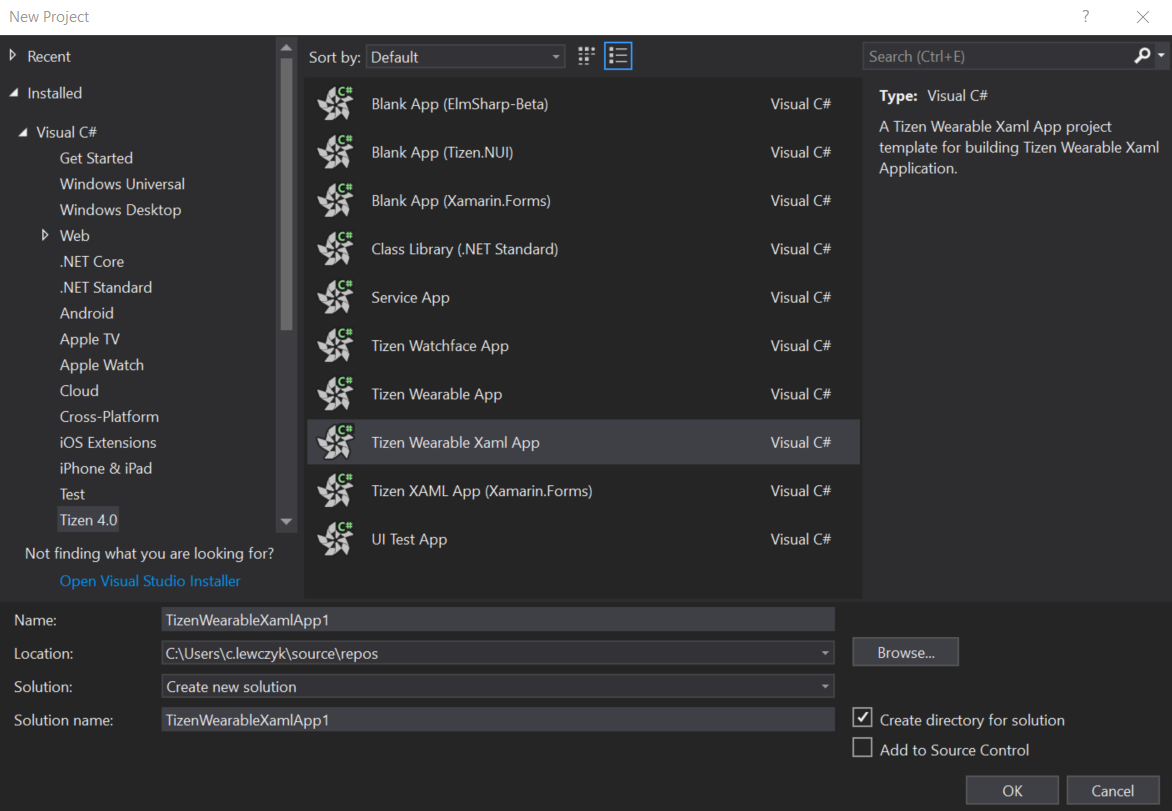 New Project
?
Recent
Installed
Visual C#
Get Started
Windows Universal
Windows Desktop
Web
.NET Core
.NET Standard
Android
Apple TV
Apple Watch
Cloud
Cross-Platform
iOS Extensions
iPhone & iPad
Test
Tizen 4.0
Not finding what you are looking for?
Open Visual Studio Installer
Sort by: Default
C# Blank App (ElmSharp-Beta) Visual C#
C# Blank App (Tizen.NUI) Visual C#
C# Blank App (Xamarin.Forms) Visual C#
C# Class Library (.NET Standard) Visual C#
C# Service App Visual C#
C# Tizen Watchface App Visual C#
C# Tizen Wearable App Visual C#
C# Tizen Wearable Xaml App Visual C#
C# Tizen XAML App (Xamarin.Forms) Visual C#
C# UI Test App Visual C#
Search (Ctrl+E)
Type: Visual C#
A Tizen Wearable Xaml App project
template for building Tizen Wearable Xaml
Application.
Name: TizenWearableXamlApp1
Location: C:\Users\c.lewczyk\source\repos Browse...
Solution: Create new solution
Solution name: TizenWearableXamlApp1
Create directory for solution
Add to Source Control
OK Cancel